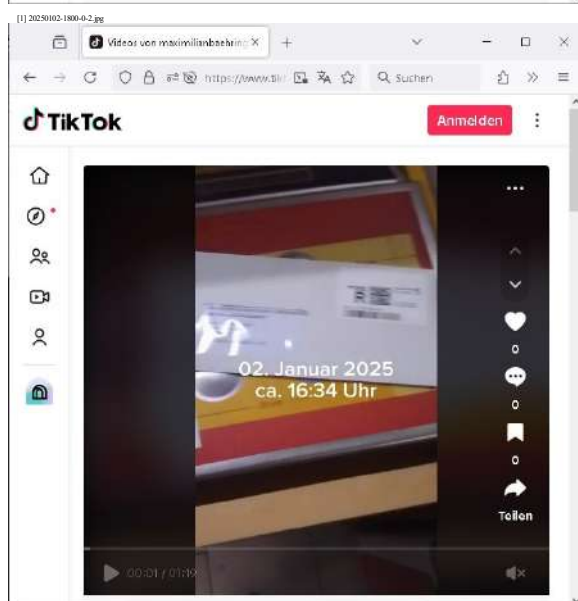 [1] 20250102-1800-0-2.jpg
Videos von maximilianbaehring
https://www.tik
Suchen
TikTok
Anmelden
R
02. Januar 2025
ca. 16:34 Uhr
0
0
0
Teilen
00:01 / 01:19